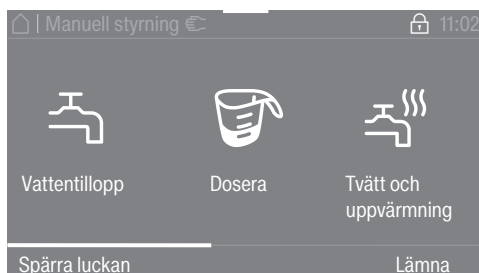 | Manuell styrning 11:02
Vattentillopp Dosera Tvätt och
uppvärmning
Spärra luckan Lämna